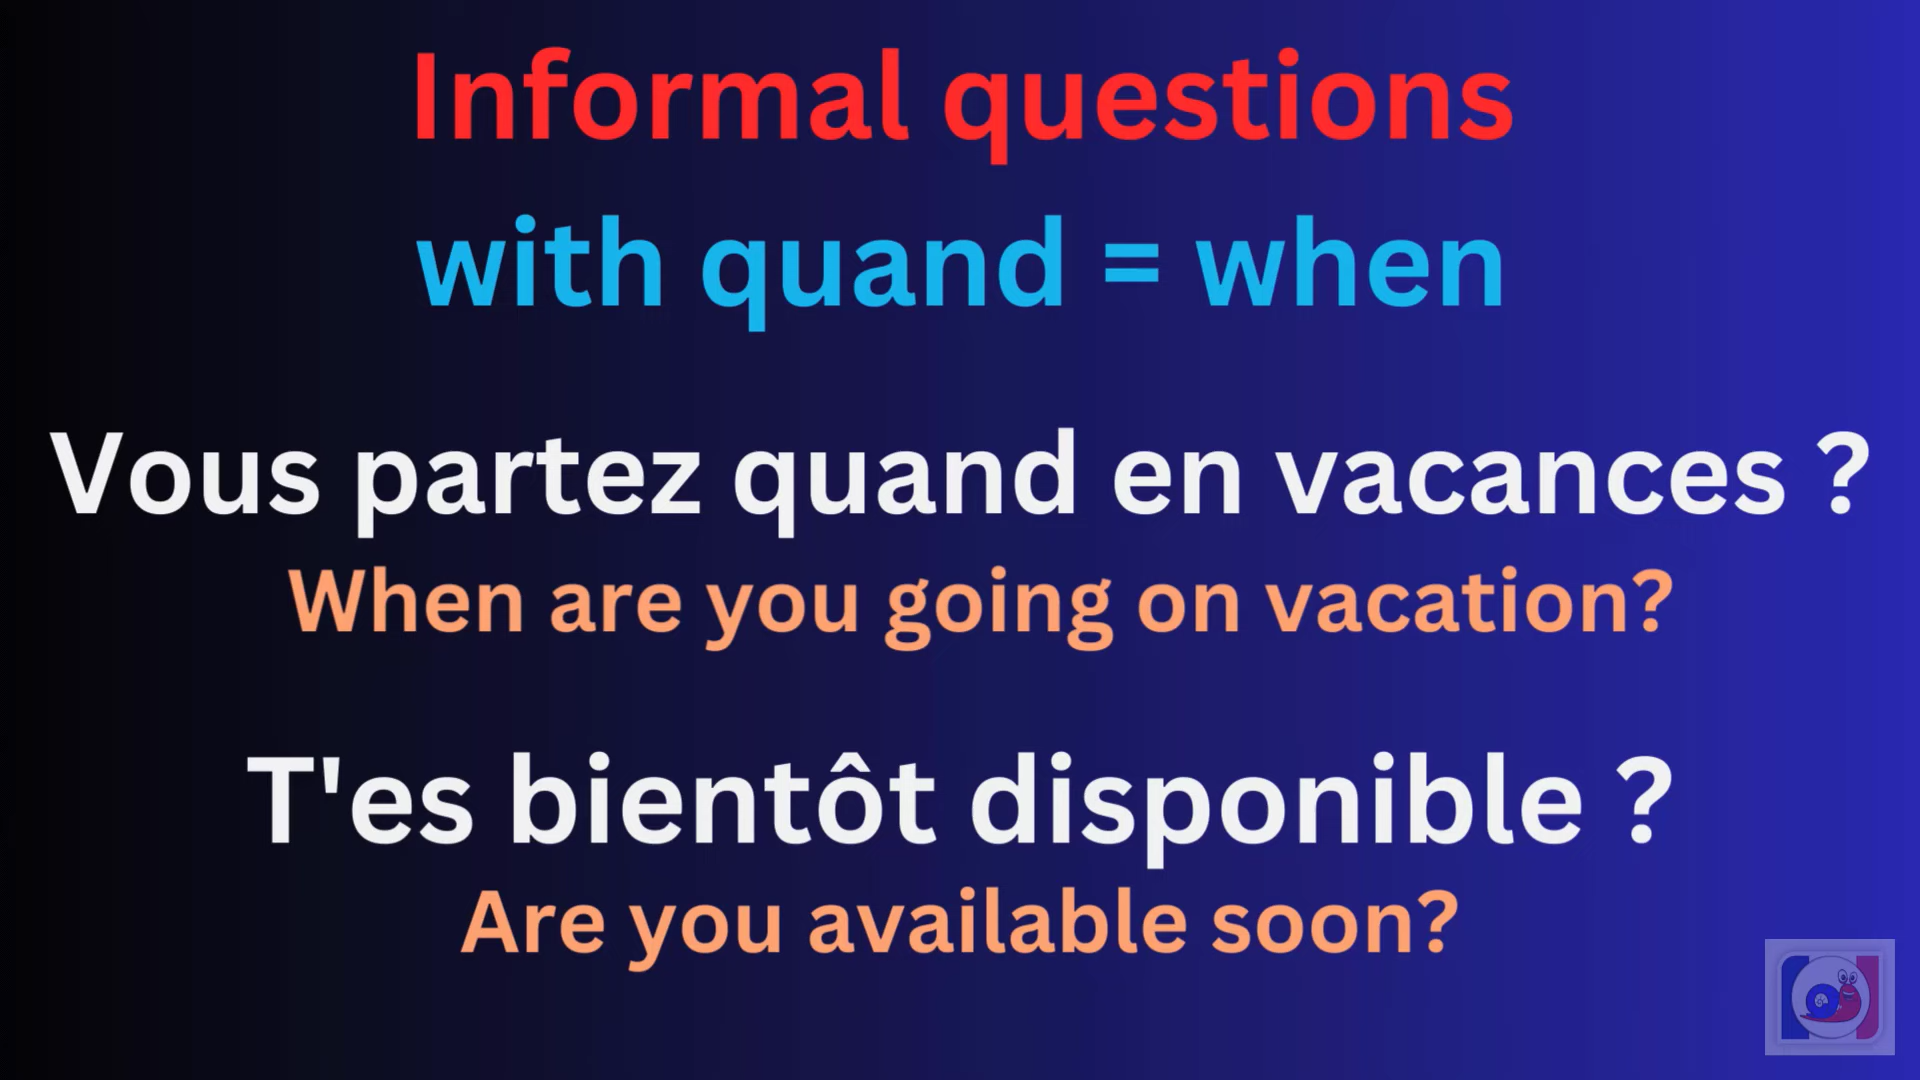 Informal questions
with quand = when
Vous partez quand en vacances ?
When are you going on vacation?
T'es bientôt disponible ?
Are you available soon?